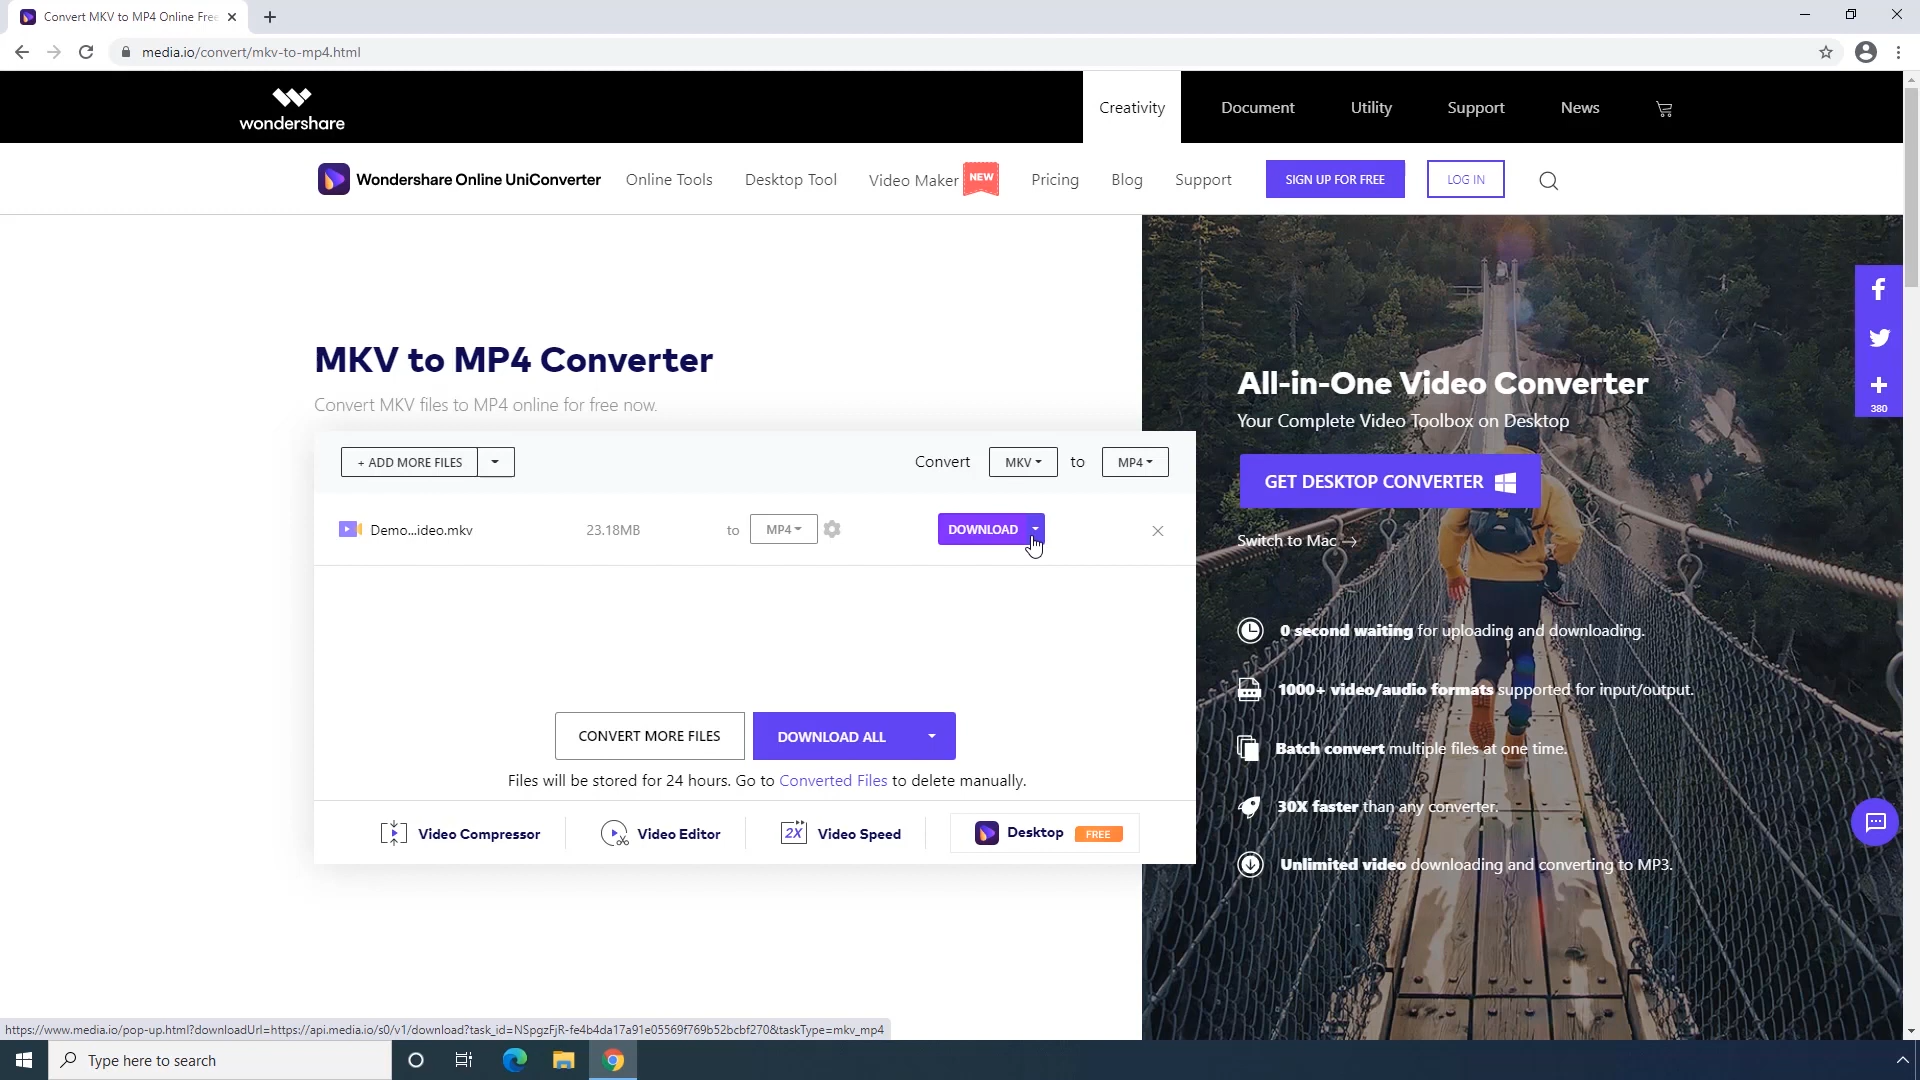 Convert MKV to MP4 Online Free
media.io/convert/mkv-to-mp4.html
wondershare
Creativity
Document
Utility
Support
News
Wondershare Online UniConverter
Online Tools
Desktop Tool
Video Maker
NEW
Pricing
Blog
Support
SIGN UP FOR FREE
LOG IN
MKV to MP4 Converter
Convert MKV files to MP4 online for free now.
+ ADD MORE FILES
Convert
MKV
to
MP4
Demo...ideo.mkv
23.18MB
to
MP4
DOWNLOAD
CONVERT MORE FILES
DOWNLOAD ALL
Files will be stored for 24 hours. Go to Converted Files to delete manually.
Video Compressor
2X
Video Editor
Video Speed
Desktop
FREE
All-in-One Video Converter
Your Complete Video Toolbox on Desktop
GET DESKTOP CONVERTER
Switch to Mac
0 second waiting for uploading and downloading.
1000+ video/audio formats supported for input/output.
Batch convert multiple files at one time.
30X faster than any converter.
Unlimited video downloading and converting to MP3.
380
https://www.media.io/pop-up.html?downloadUrl=https://api.media.io/s0/v1/download?task_id=NSpgzFjR-fe4b4da17a91e05569f769b52bcbf270&taskType=mkv_mp4
Type here to search